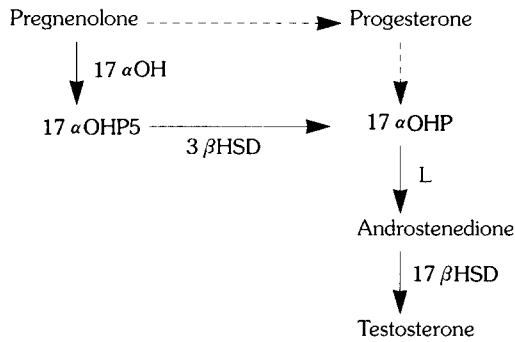 Pregnenolone Progesterone
17 αOH
17 αOHP5 17 αOHP
3 βHSD
L
Androstenedione
17 βHSD
Testosterone